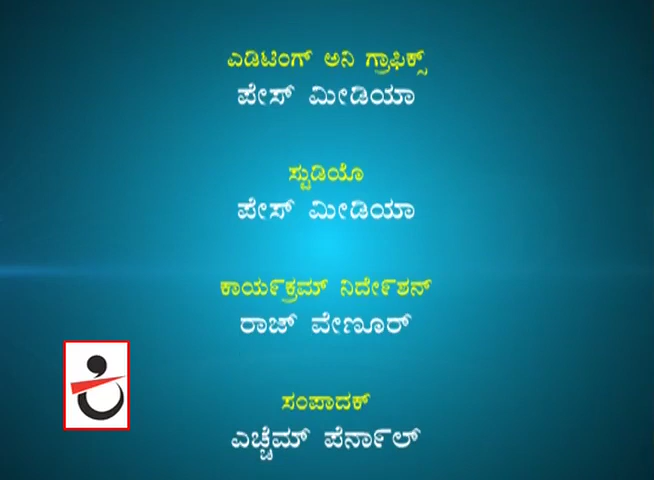 ಎಡಿಟಿಂಗ್ ಅನಿ ಗ್ರಾಫಿಕ್ಸ್
ಪೇಸ್ ಮೀಡಿಯಾ
ಸ್ಟುಡಿಯೊ
ಪೇಸ್ ಮೀಡಿಯಾ
ಕಾರ್ಯಕ್ರಮ್ ನಿರ್ದೇಶನ್
ರಾಜ್ ವೇಣೂರ್
ಸಂಪಾದಕ್
ಎಚ್ಚೆಮ್ ಪೆರ್ನಾಲ್